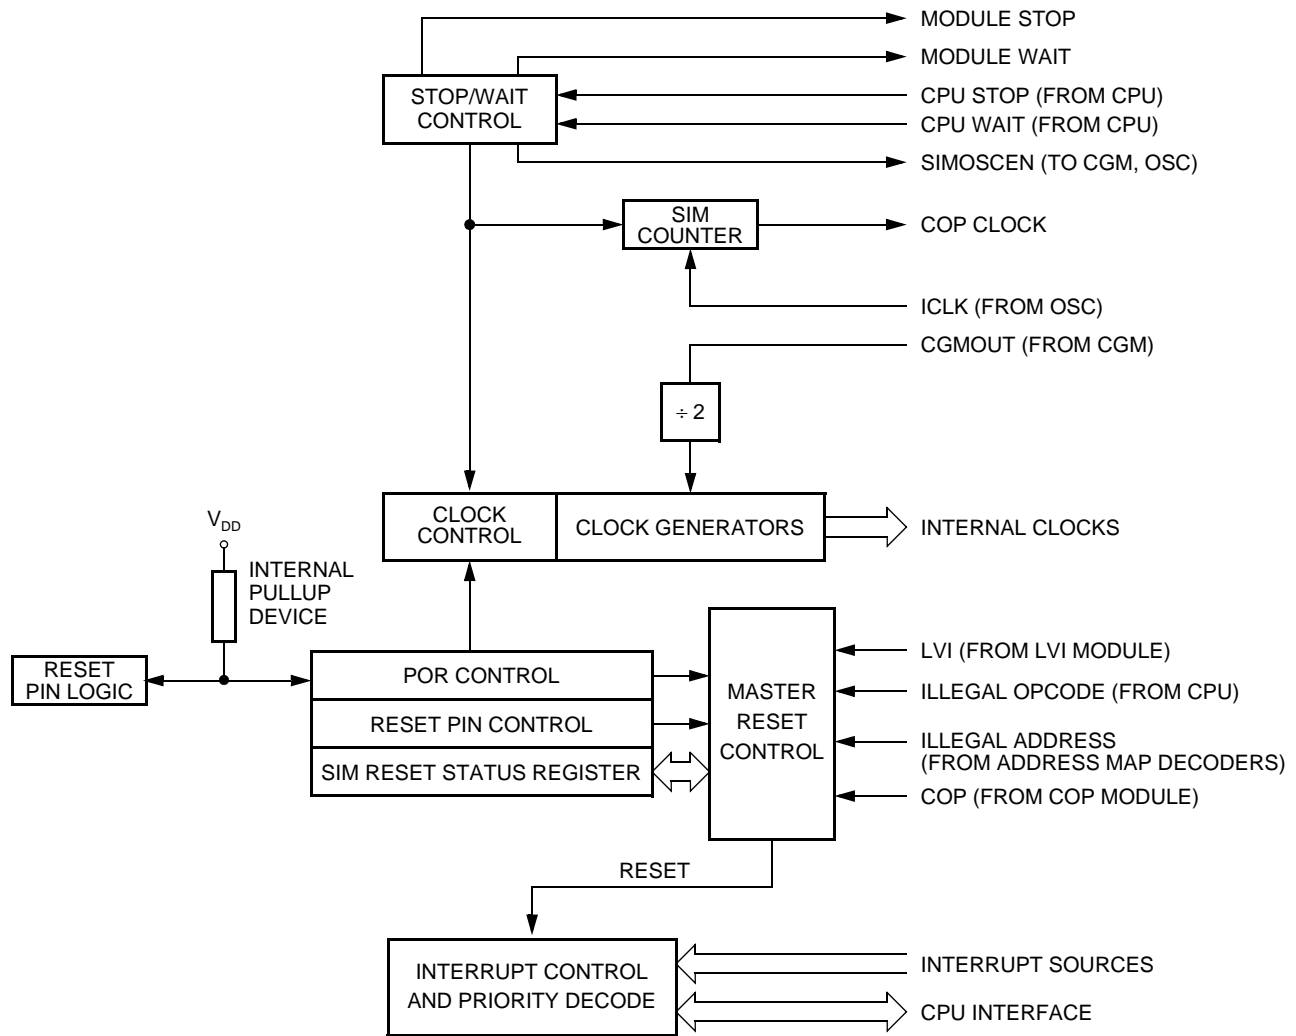 MODULE STOP
MODULE WAIT
STOP/WAIT
CONTROL
CPU STOP (FROM CPU)
CPU WAIT (FROM CPU)
SIMOSCEN (TO CGM, OSC)
SIM
COUNTER
COP CLOCK
ICLK (FROM OSC)
CGMOUT (FROM CGM)
÷ 2
CLOCK
CONTROL
CLOCK GENERATORS
INTERNAL CLOCKS
VDD
INTERNAL
PULLUP
DEVICE
RESET
PIN LOGIC
POR CONTROL
RESET PIN CONTROL
SIM RESET STATUS REGISTER
MASTER
RESET
CONTROL
LVI (FROM LVI MODULE)
ILLEGAL OPCODE (FROM CPU)
ILLEGAL ADDRESS
(FROM ADDRESS MAP DECODERS)
COP (FROM COP MODULE)
RESET
INTERRUPT CONTROL
AND PRIORITY DECODE
INTERRUPT SOURCES
CPU INTERFACE